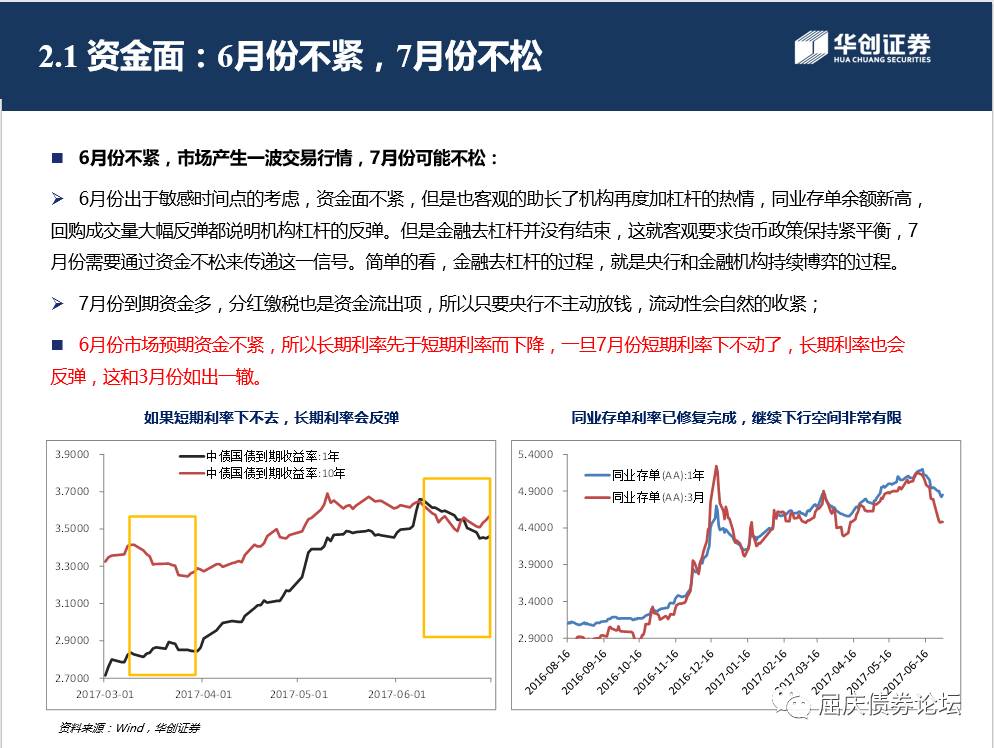 2.1 资金面：6月份不紧，7月份不松
华创证券
HUA CHUANG SECURITIES
■ 6月份不紧，市场产生一波交易行情，7月份可能不松：
➢ 6月份出于敏感时间点的考虑，资金面不紧，但是也客观的助长了机构再度加杠杆的热情，同业存单余额新高，
回购成交量大幅反弹都说明机构杠杆的反弹。但是金融去杠杆并没有结束，这就客观要求货币政策保持紧平衡，7
月份需要通过资金不松来传递这一信号。简单的看，金融去杠杆的过程，就是央行和金融机构持续博弈的过程。
➢ 7月份到期资金多，分红缴税也是资金流出项，所以只要央行不主动放钱，流动性会自然的收紧；
■ 6月份市场预期资金不紧，所以长期利率先于短期利率而下降，一旦7月份短期利率下不动了，长期利率也会
反弹，这和3月份如出一辙。
如果短期利率下不去，长期利率会反弹
中债国债到期收益率:1年
中债国债到期收益率:10年
3.9000
3.7000
3.5000
3.3000
3.1000
2.9000
2.7000
2017-03-01 2017-04-01 2017-05-01 2017-06-01
同业存单利率已修复完成，继续下行空间非常有限
同业存单(AA):1年
同业存单(AA):3月
5.4000
4.9000
4.4000
3.9000
3.4000
2.9000
2016-08-16 2016-09-16 2016-10-16 2016-11-16 2016-12-16 2017-01-16 2017-02-16 2017-03-16 2017-04-16 2017-05-16 2017-06-16
屈庆债券论坛
资料来源：Wind，华创证券